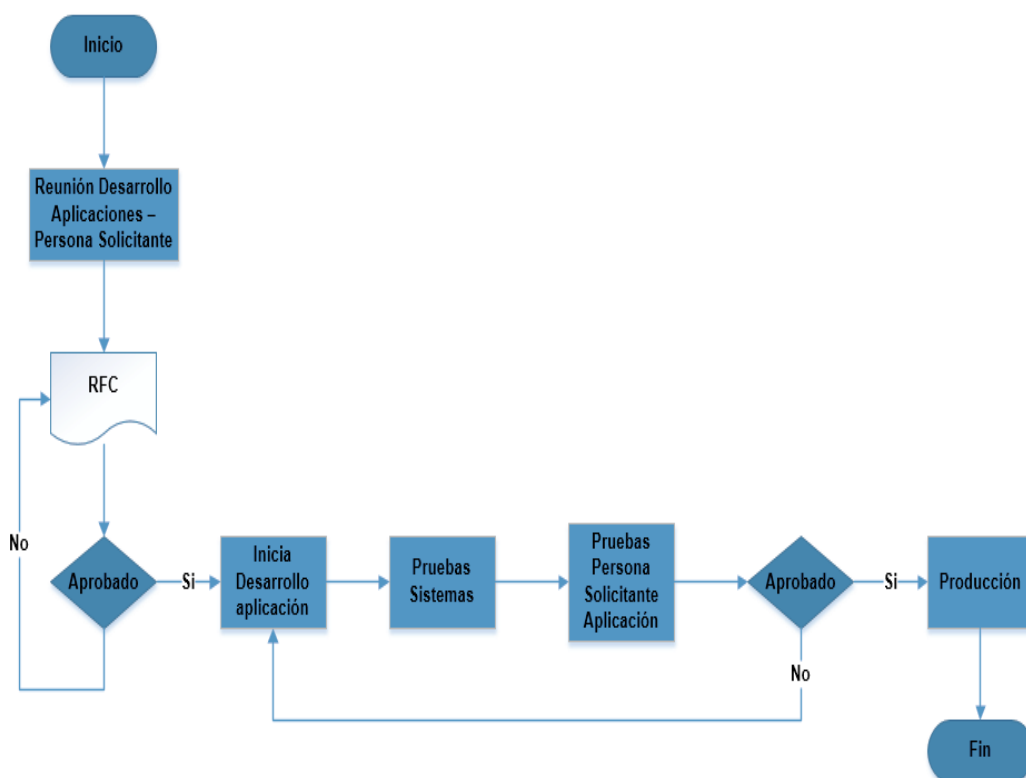 Inicio
Reunión Desarrollo
Aplicaciones –
Persona Solicitante
RFC
No
Aprobado
Si
Inicia
Desarrollo
aplicación
Pruebas
Sistemas
Pruebas
Persona
Solicitante
Aplicación
Aprobado
Si
Producción
No
Fin